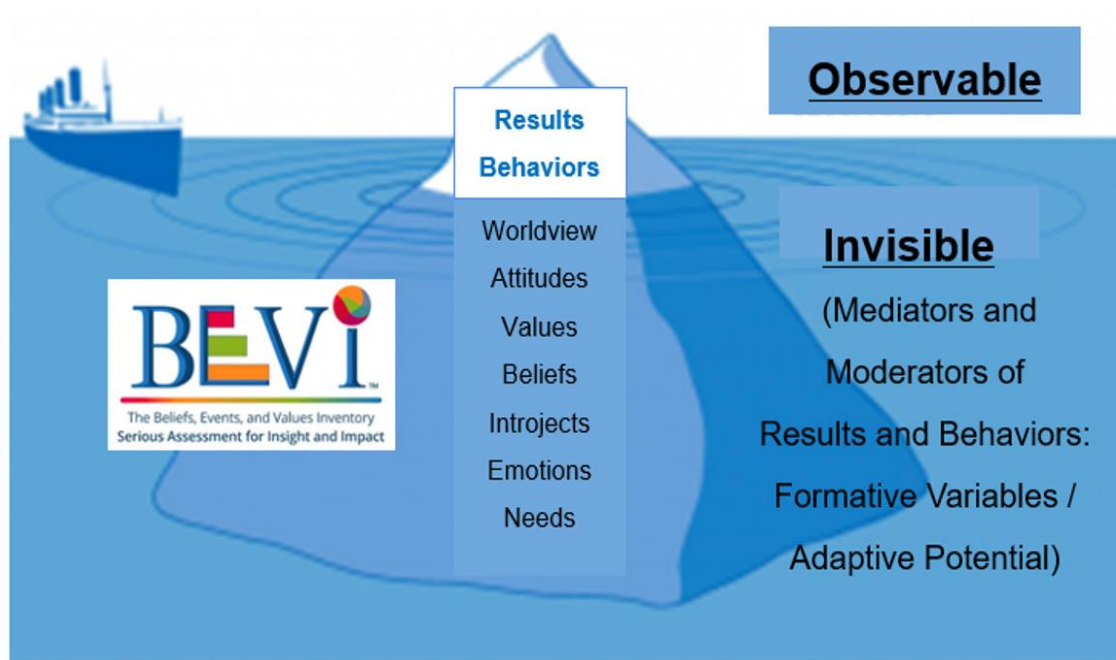 Observable
Results
Behaviors
Invisible
Worldview
Attitudes
Values
Beliefs
Introjects
Emotions
Needs
(Mediators and
Moderators of
Results and Behaviors:
Formative Variables /
Adaptive Potential)
BEVi™
The Beliefs, Events, and Values Inventory
Serious Assessment for Insight and Impact